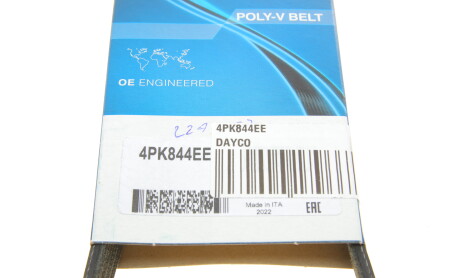 POLY-V BELT
OE ENGINEERED
224
4PK844EE
DAYCO
4PK844EE
Made in ITA
2022
EAC